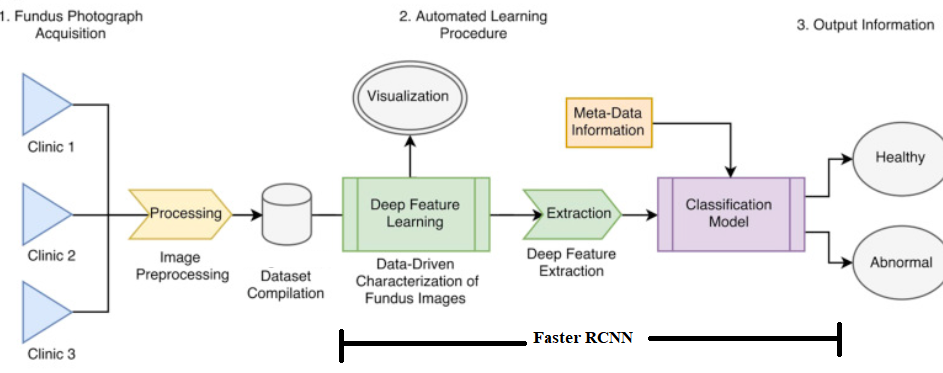 1. Fundus Photograph
Acquisition
2. Automated Learning
Procedure
3. Output Information
Clinic 1
Clinic 2
Clinic 3
Processing
Image
Preprocessing
Dataset
Compilation
Visualization
Deep Feature
Learning
Data-Driven
Characterization of
Fundus Images
Extraction
Deep Feature
Extraction
Meta-Data
Information
Classification
Model
Healthy
Abnormal
Faster RCNN